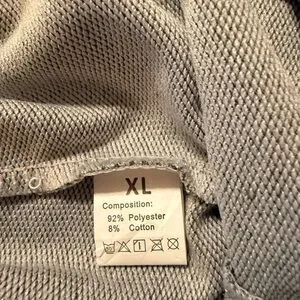 XL
Composition:
92% Polyester
8% Cotton